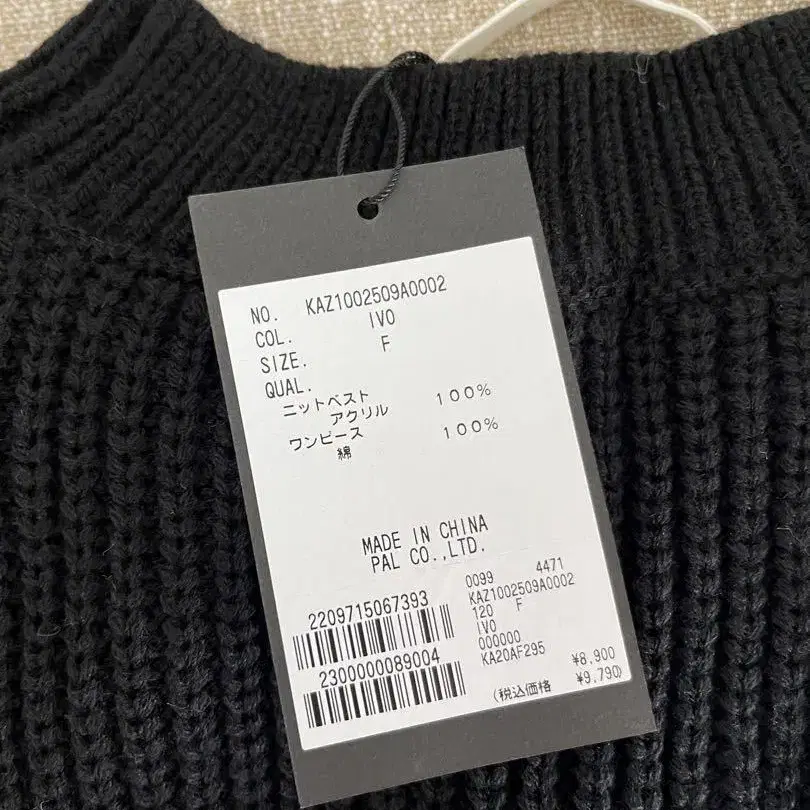 NO. KAZ1002509A0002
COL. IVO
SIZE. F
QUAL.
ニットベスト
アクリル 100%
ワンピース
綿 100%
MADE IN CHINA
PAL CO.,LTD.
2209715067393
2300000089004
0099 4471
KAZ1002509A0002
120 F
IVO
000000
KA20AF295
¥8,900
(税込価格 ¥9,790)